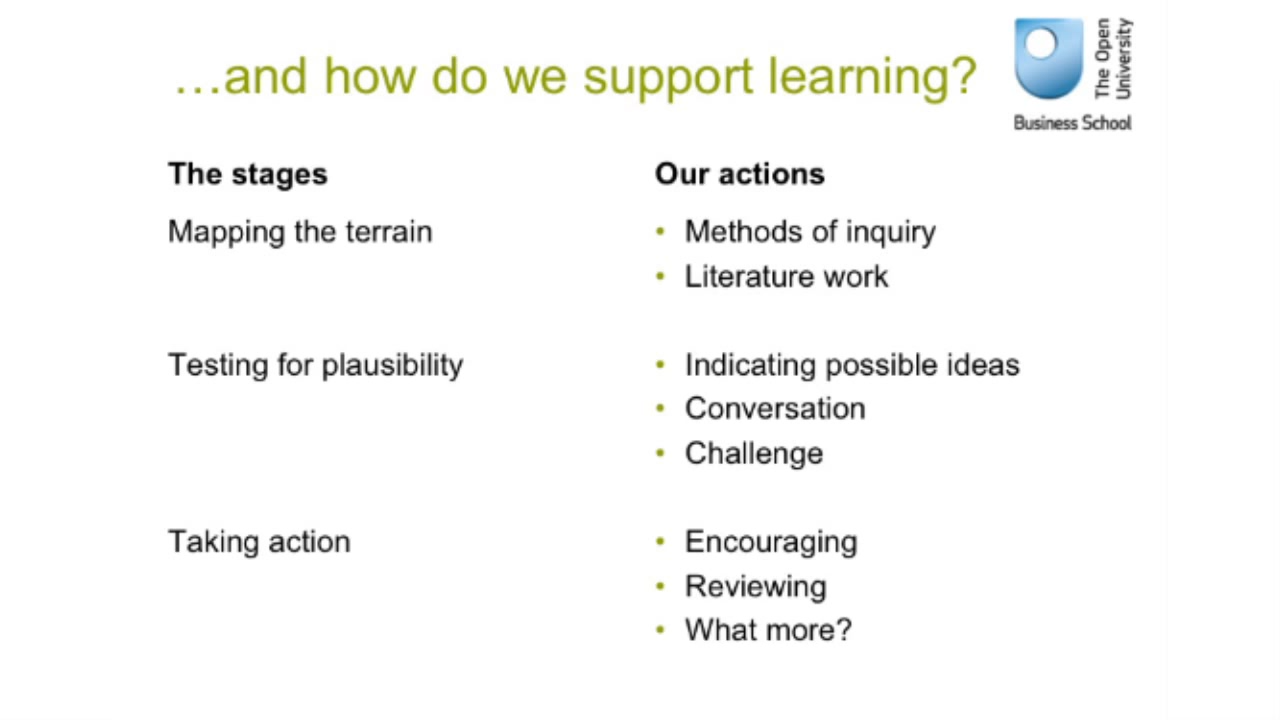 …and how do we support learning?
The Open
University
Business School
The stages
Our actions
Mapping the terrain
• Methods of inquiry
• Literature work
Testing for plausibility
• Indicating possible ideas
• Conversation
• Challenge
Taking action
• Encouraging
• Reviewing
• What more?